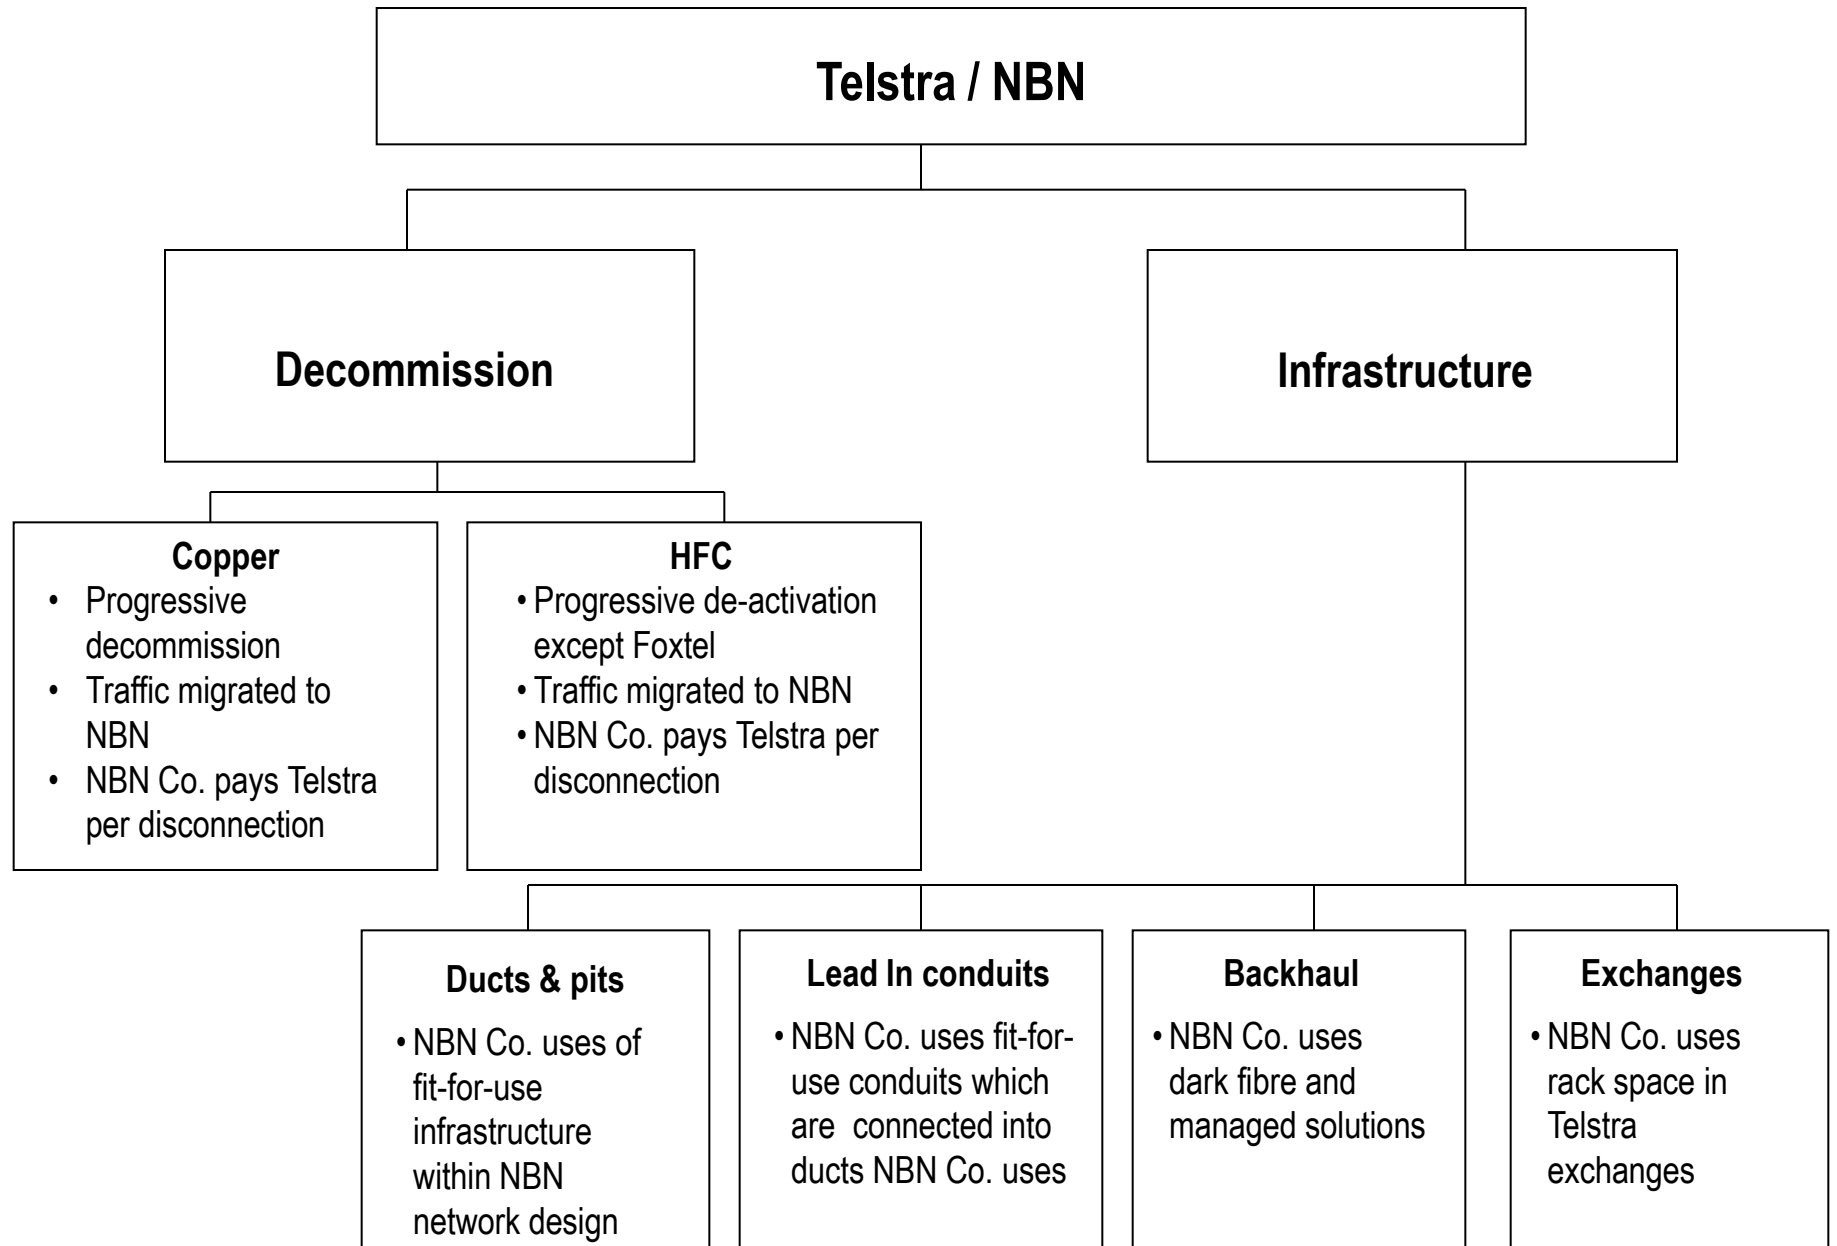 Telstra / NBN
Decommission
Infrastructure
Copper
• Progressive
decommission
• Traffic migrated to
NBN
• NBN Co. pays Telstra
per disconnection
HFC
• Progressive de-activation
except Foxtel
• Traffic migrated to NBN
• NBN Co. pays Telstra per
disconnection
Ducts & pits
• NBN Co. uses of
fit-for-use
infrastructure
within NBN
network design
Lead In conduits
• NBN Co. uses fit-for-
use conduits which
are connected into
ducts NBN Co. uses
Backhaul
• NBN Co. uses
dark fibre and
managed solutions
Exchanges
• NBN Co. uses
rack space in
Telstra
exchanges